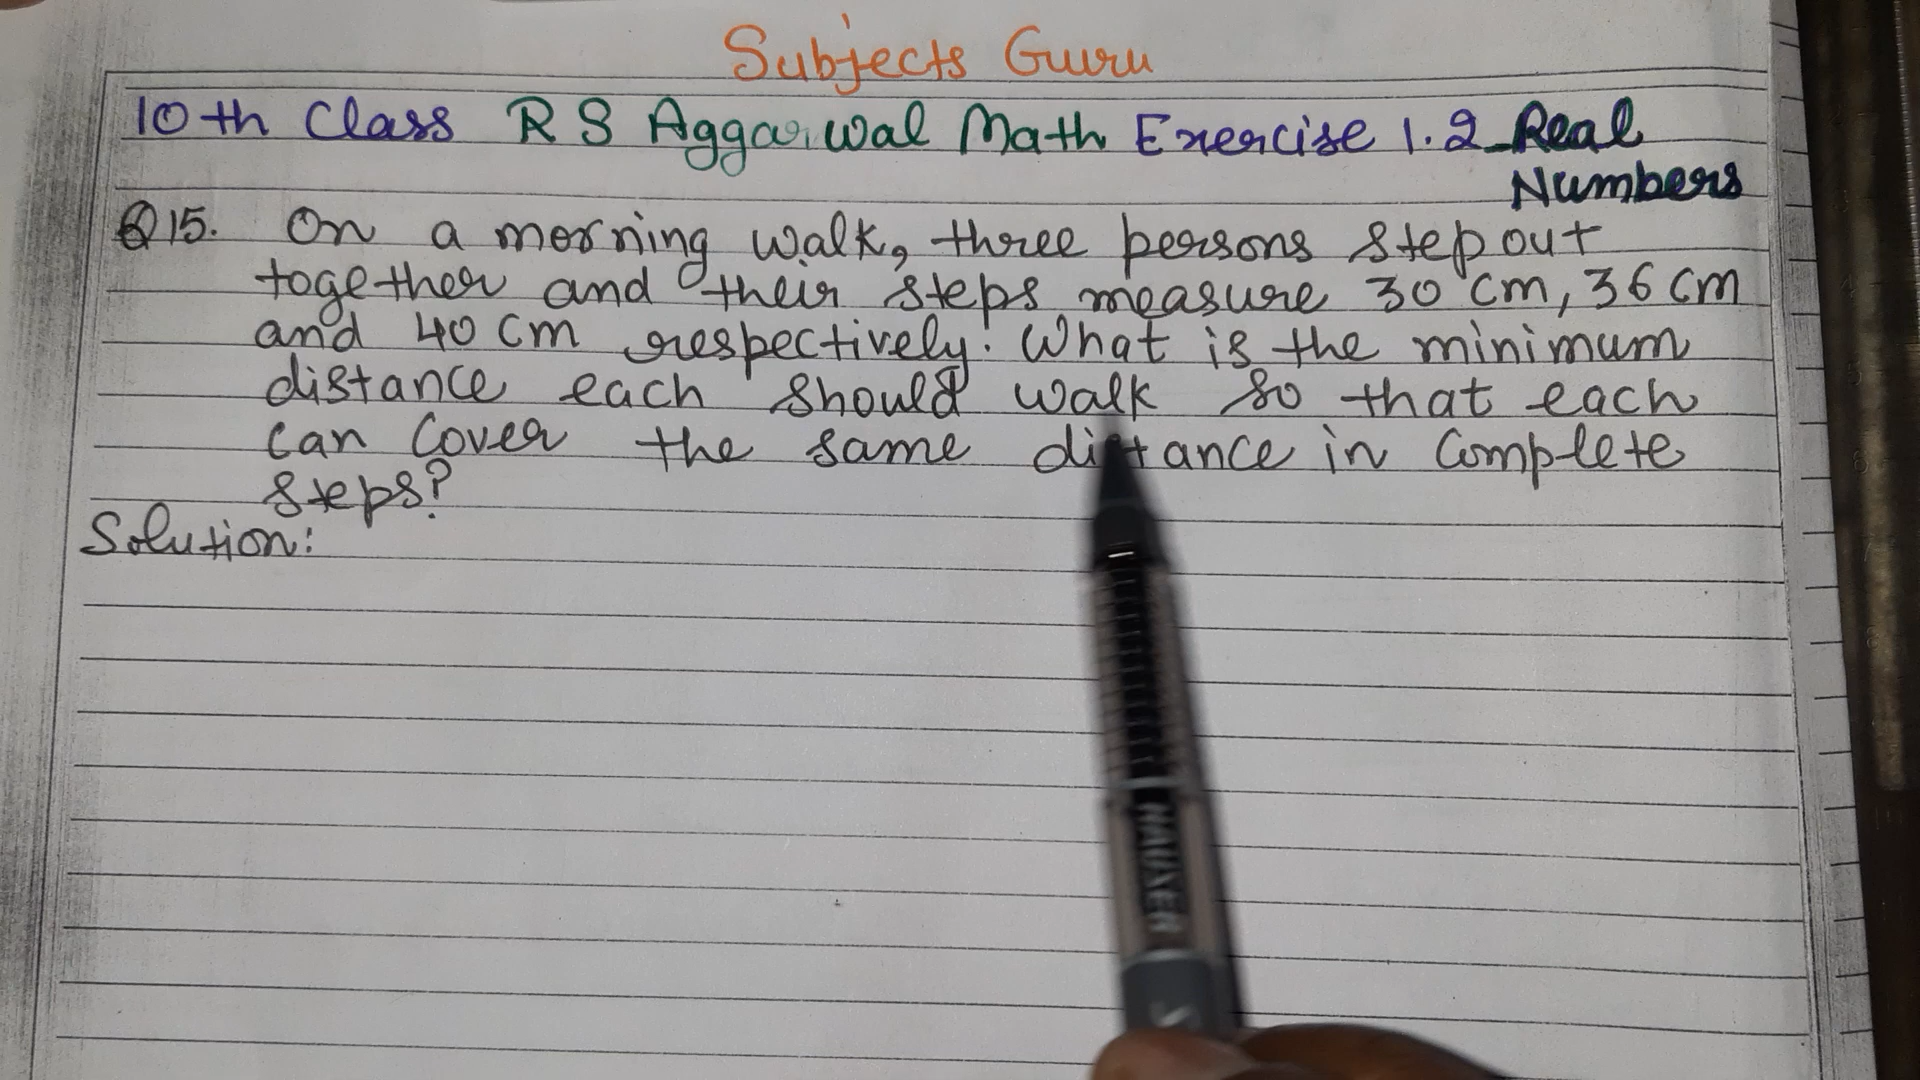 Subjects Guru
10th Class R S Aggarwal Math Exercise 1.2 Real
Numbers
Q15. On a morning walk, three persons step out
together and their steps measure 30 cm, 36 cm
and 40 cm respectively. What is the minimum
distance each should walk so that each
can cover the same distance in complete
steps?
Solution:
HAUSER